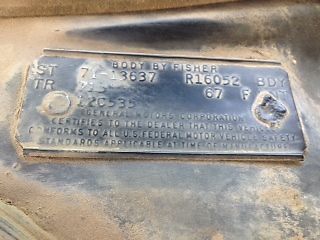 BODY BY FISHER
ST 71-13637 R16052 BDY
TR 67 F
12C535
GENERAL MOTORS CORPORATION
CERTIFIES TO THE DEALER THAT THIS VEHICLE
CONFORMS TO ALL U.S. FEDERAL MOTOR VEHICLE SAFETY
STANDARDS APPLICABLE AT TIME OF MANUFACTURE